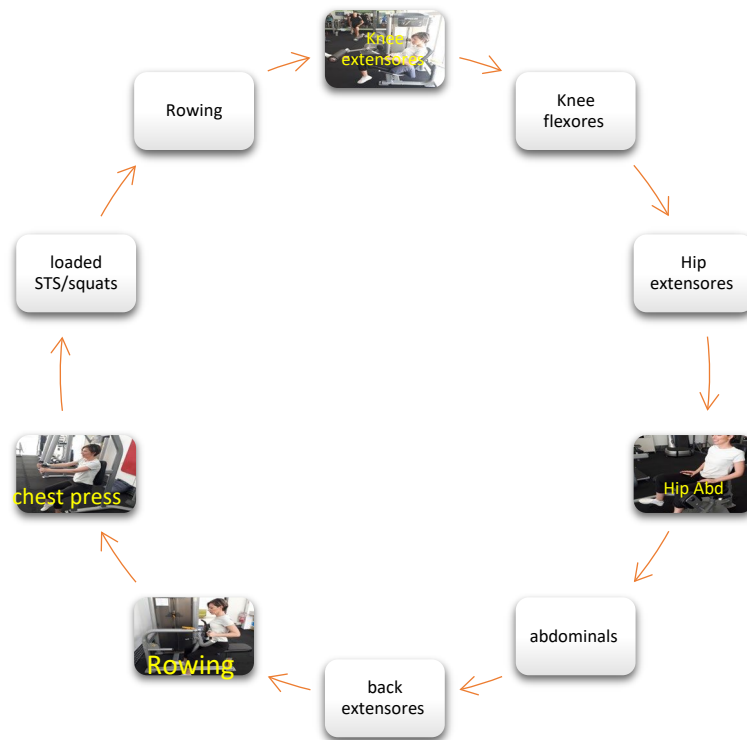 Knee
extensores
Knee
flexores
Hip
extensores
Hip Abd
abdominals
back
extensores
Rowing
chest press
loaded
STS/squats
Rowing